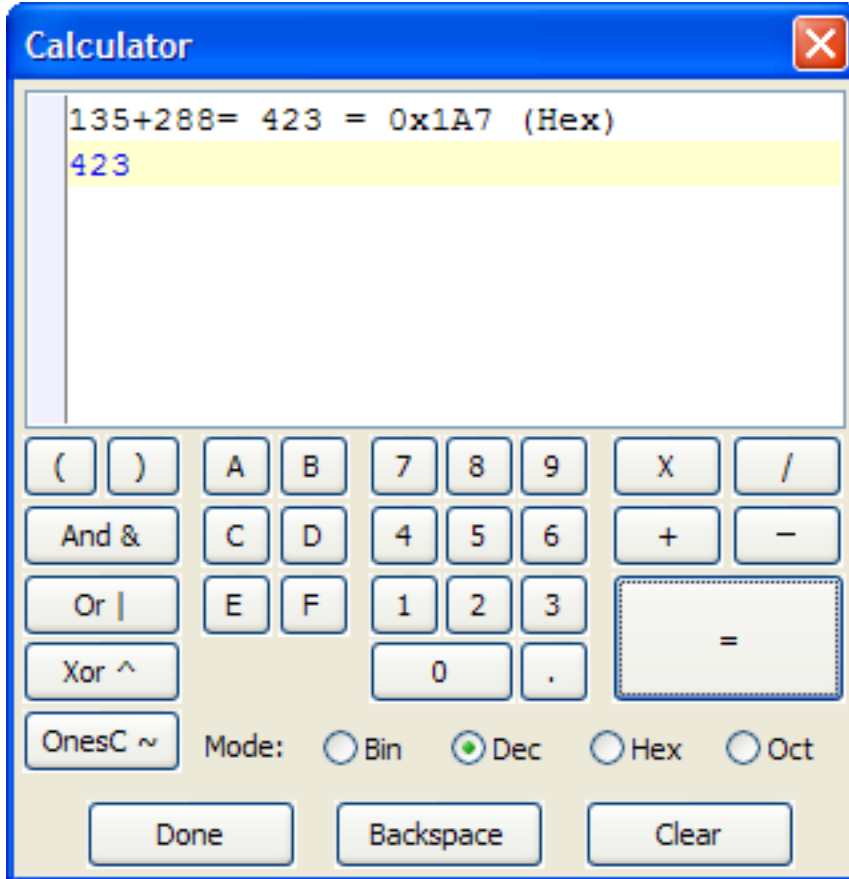 Calculator
135+288= 423 = 0x1A7 (Hex)
423
( ) A B 7 8 9 X /
And & C D 4 5 6 + −
Or | E F 1 2 3 =
Xor ^ 0 .
OnesC ~ Mode: Bin Dec Hex Oct
Done Backspace Clear